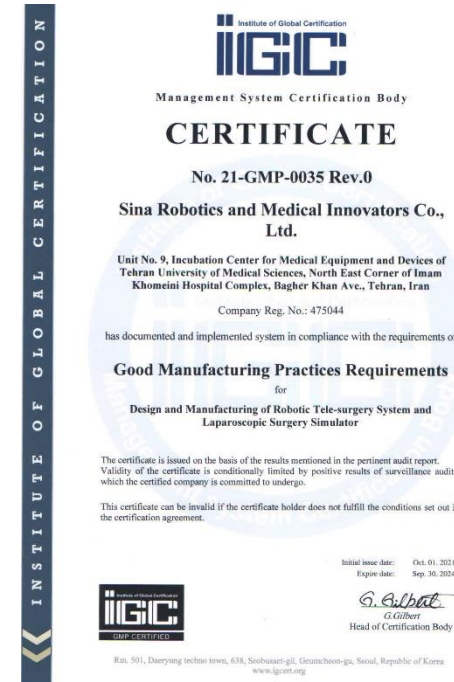 Institute of Global Certification
iGC
Management System Certification Body
CERTIFICATE
No. 21-GMP-0035 Rev.0
Sina Robotics and Medical Innovators Co.,
Ltd.
Unit No. 9, Incubation Center for Medical Equipment and Devices of
Tehran University of Medical Sciences, North East Corner of Imam
Khomeini Hospital Complex, Bagher Khan Ave., Tehran, Iran
Company Reg. No.: 475044
has documented and implemented system in compliance with the requirements of
Good Manufacturing Practices Requirements
for
Design and Manufacturing of Robotic Tele-surgery System and
Laparoscopic Surgery Simulator
The certificate is issued on the basis of the results mentioned in the pertinent audit report.
Validity of the certificate is conditionally limited by positive results of surveillance audit
which the certified company is committed to undergo.
This certificate can be invalid if the certificate holder does not fulfill the conditions set out i
the certification agreement.
Initial issue date: Oct. 01. 2021
Expire date: Sep. 30, 2024
G. Gilbert
G.Gilbert
Head of Certification Body
Institute of Global Certification
iGC
GMP CERTIFIED
Rm. 501, Daeryung techno town, 638, Seobusaet-gil, Geumcheon-gu, Seoul, Republic of Korea
www.igcert.org
INSTITUTE OF GLOBAL CERTIFICATION